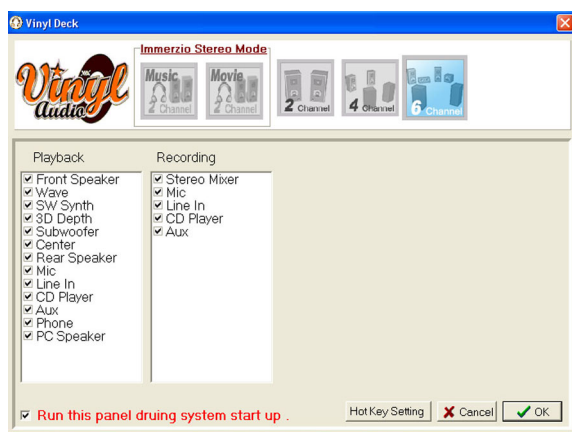 Vinyl Deck
Vinyl
Audio
Immerzio Stereo Mode
Music
2 Channel
Movie
2 Channel
2 Channel
4 Channel
6 Channel
Playback
Front Speaker
Wave
SW Synth
3D Depth
Subwoofer
Center
Rear Speaker
Mic
Line In
CD Player
Aux
Phone
PC Speaker
Recording
Stereo Mixer
Mic
Line In
CD Player
Aux
Run this panel druing system start up .
Hot Key Setting
Cancel
OK